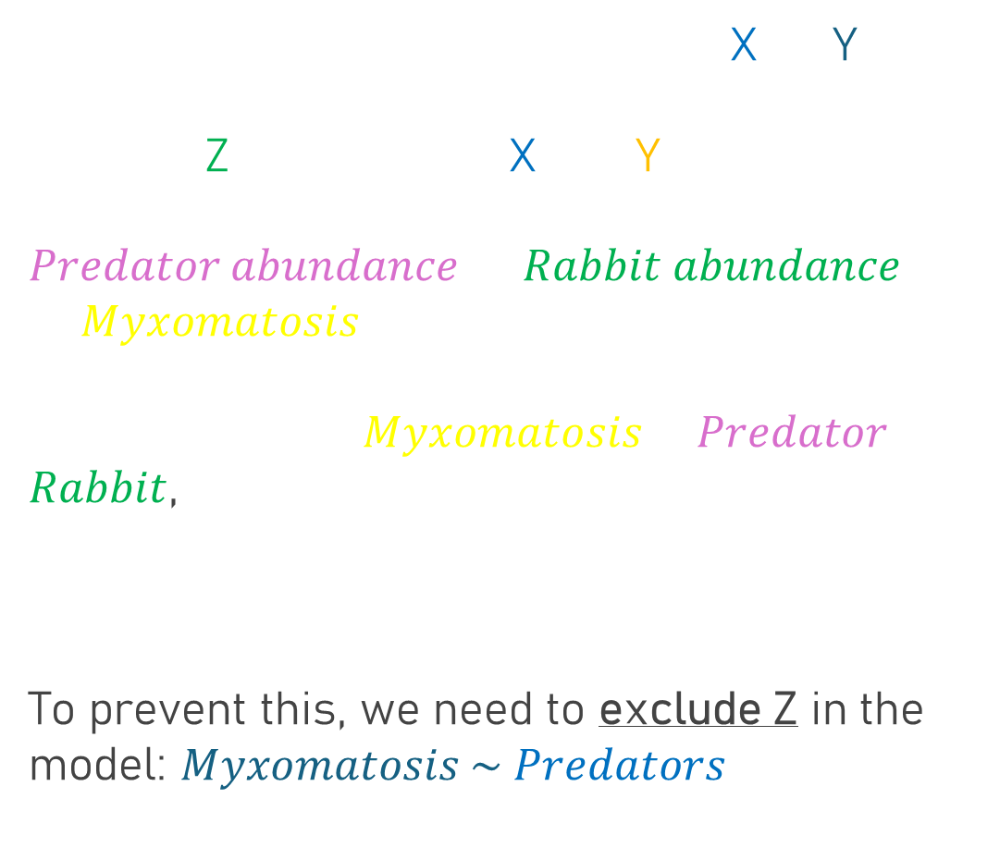 X Y
Z X Y
Predator abundance Rabbit abundance
Myxomatosis
Myxomatosis Predator
Rabbit,
To prevent this, we need to exclude Z in the
model: Myxomatosis ~ Predators